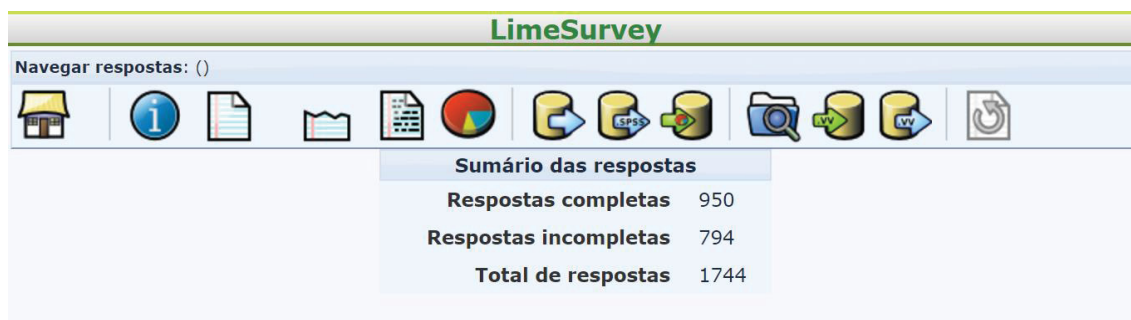 LimeSurvey
Navegar respostas: ()
.SPSS
.VV
.VV
Sumário das respostas
Respostas completas 950
Respostas incompletas 794
Total de respostas 1744